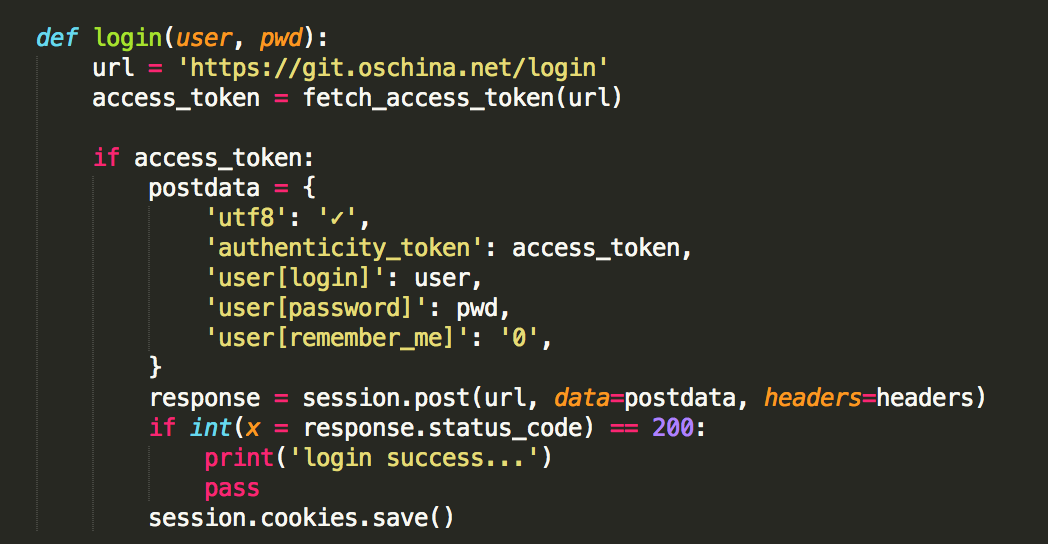 def login(user, pwd):
    url = 'https://git.oschina.net/login'
    access_token = fetch_access_token(url)

    if access_token:
        postdata = {
            'utf8': '✓',
            'authenticity_token': access_token,
            'user[login]': user,
            'user[password]': pwd,
            'user[remember_me]': '0',
        }
        response = session.post(url, data=postdata, headers=headers)
        if int(x = response.status_code) == 200:
            print('login success...')
            pass
        session.cookies.save()